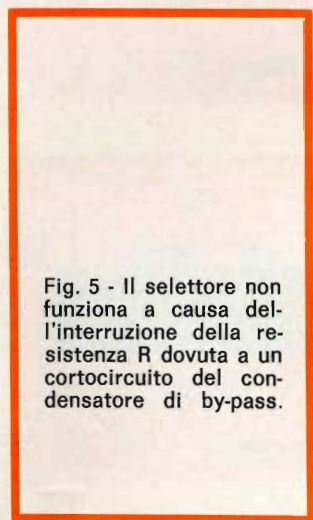 Fig. 5 - Il selettore non
funziona a causa del-
l'interruzione della re-
sistenza R dovuta a un
cortocircuito del con-
densatore di by-pass.